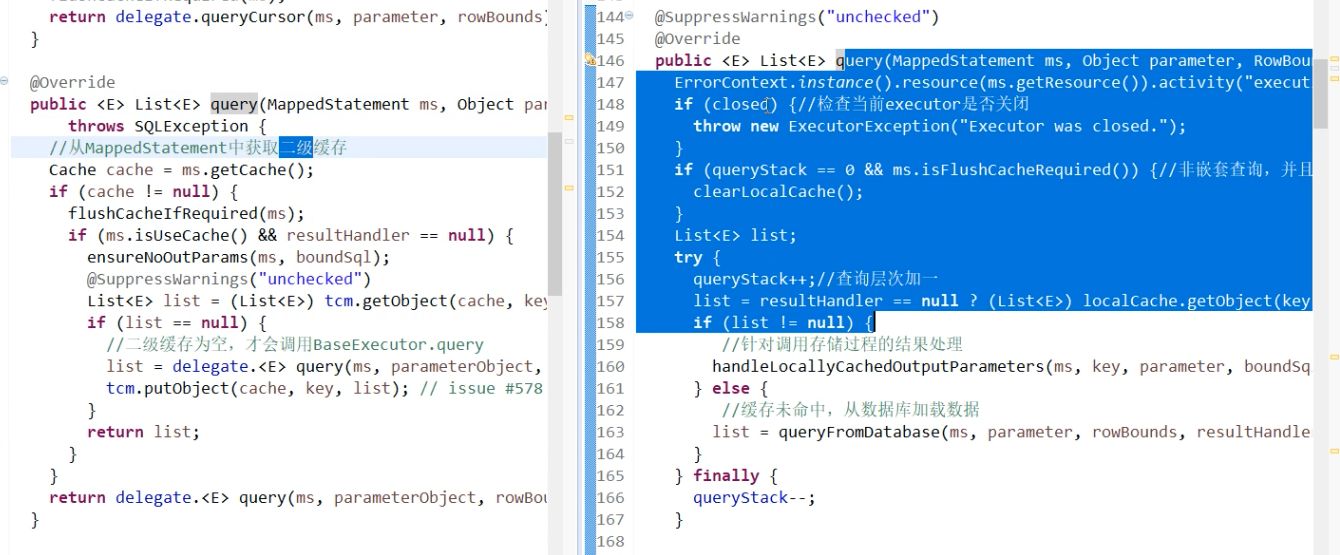 return delegate.queryCursor(ms, parameter, rowBounds)
}
@Override
public <E> List<E> query(MappedStatement ms, Object par
throws SQLException {
//从MappedStatement中获取二级缓存
Cache cache = ms.getCache();
if (cache != null) {
flushCacheIfRequired(ms);
if (ms.isUseCache() && resultHandler == null) {
ensureNoOutParams(ms, boundSql);
@SuppressWarnings("unchecked")
List<E> list = (List<E>) tcm.getObject(cache, key
if (list == null) {
//二级缓存为空，才会调用BaseExecutor.query
list = delegate.<E> query(ms, parameterObject,
tcm.putObject(cache, key, list); // issue #578
}
return list;
}
}
return delegate.<E> query(ms, parameterObject, rowBou
}
144 @SuppressWarnings("unchecked")
145 @Override
146 public <E> List<E> query(MappedStatement ms, Object parameter, RowBoun
147 ErrorContext.instance().resource(ms.getResource()).activity("execut
148 if (closed) {//检查当前executor是否关闭
149 throw new ExecutorException("Executor was closed.");
150 }
151 if (queryStack == 0 && ms.isFlushCacheRequired()) {//非嵌套查询，并且
152 clearLocalCache();
153 }
154 List<E> list;
155 try {
156 queryStack++;//查询层次加一
157 list = resultHandler == null ? (List<E>) localCache.getObject(key
158 if (list != null) {
159 //针对调用存储过程的结果处理
160 handleLocallyCachedOutputParameters(ms, key, parameter, boundSq
161 } else {
162 //缓存未命中，从数据库加载数据
163 list = queryFromDatabase(ms, parameter, rowBounds, resultHandle
164 }
165 } finally {
166 queryStack--;
167 }
168